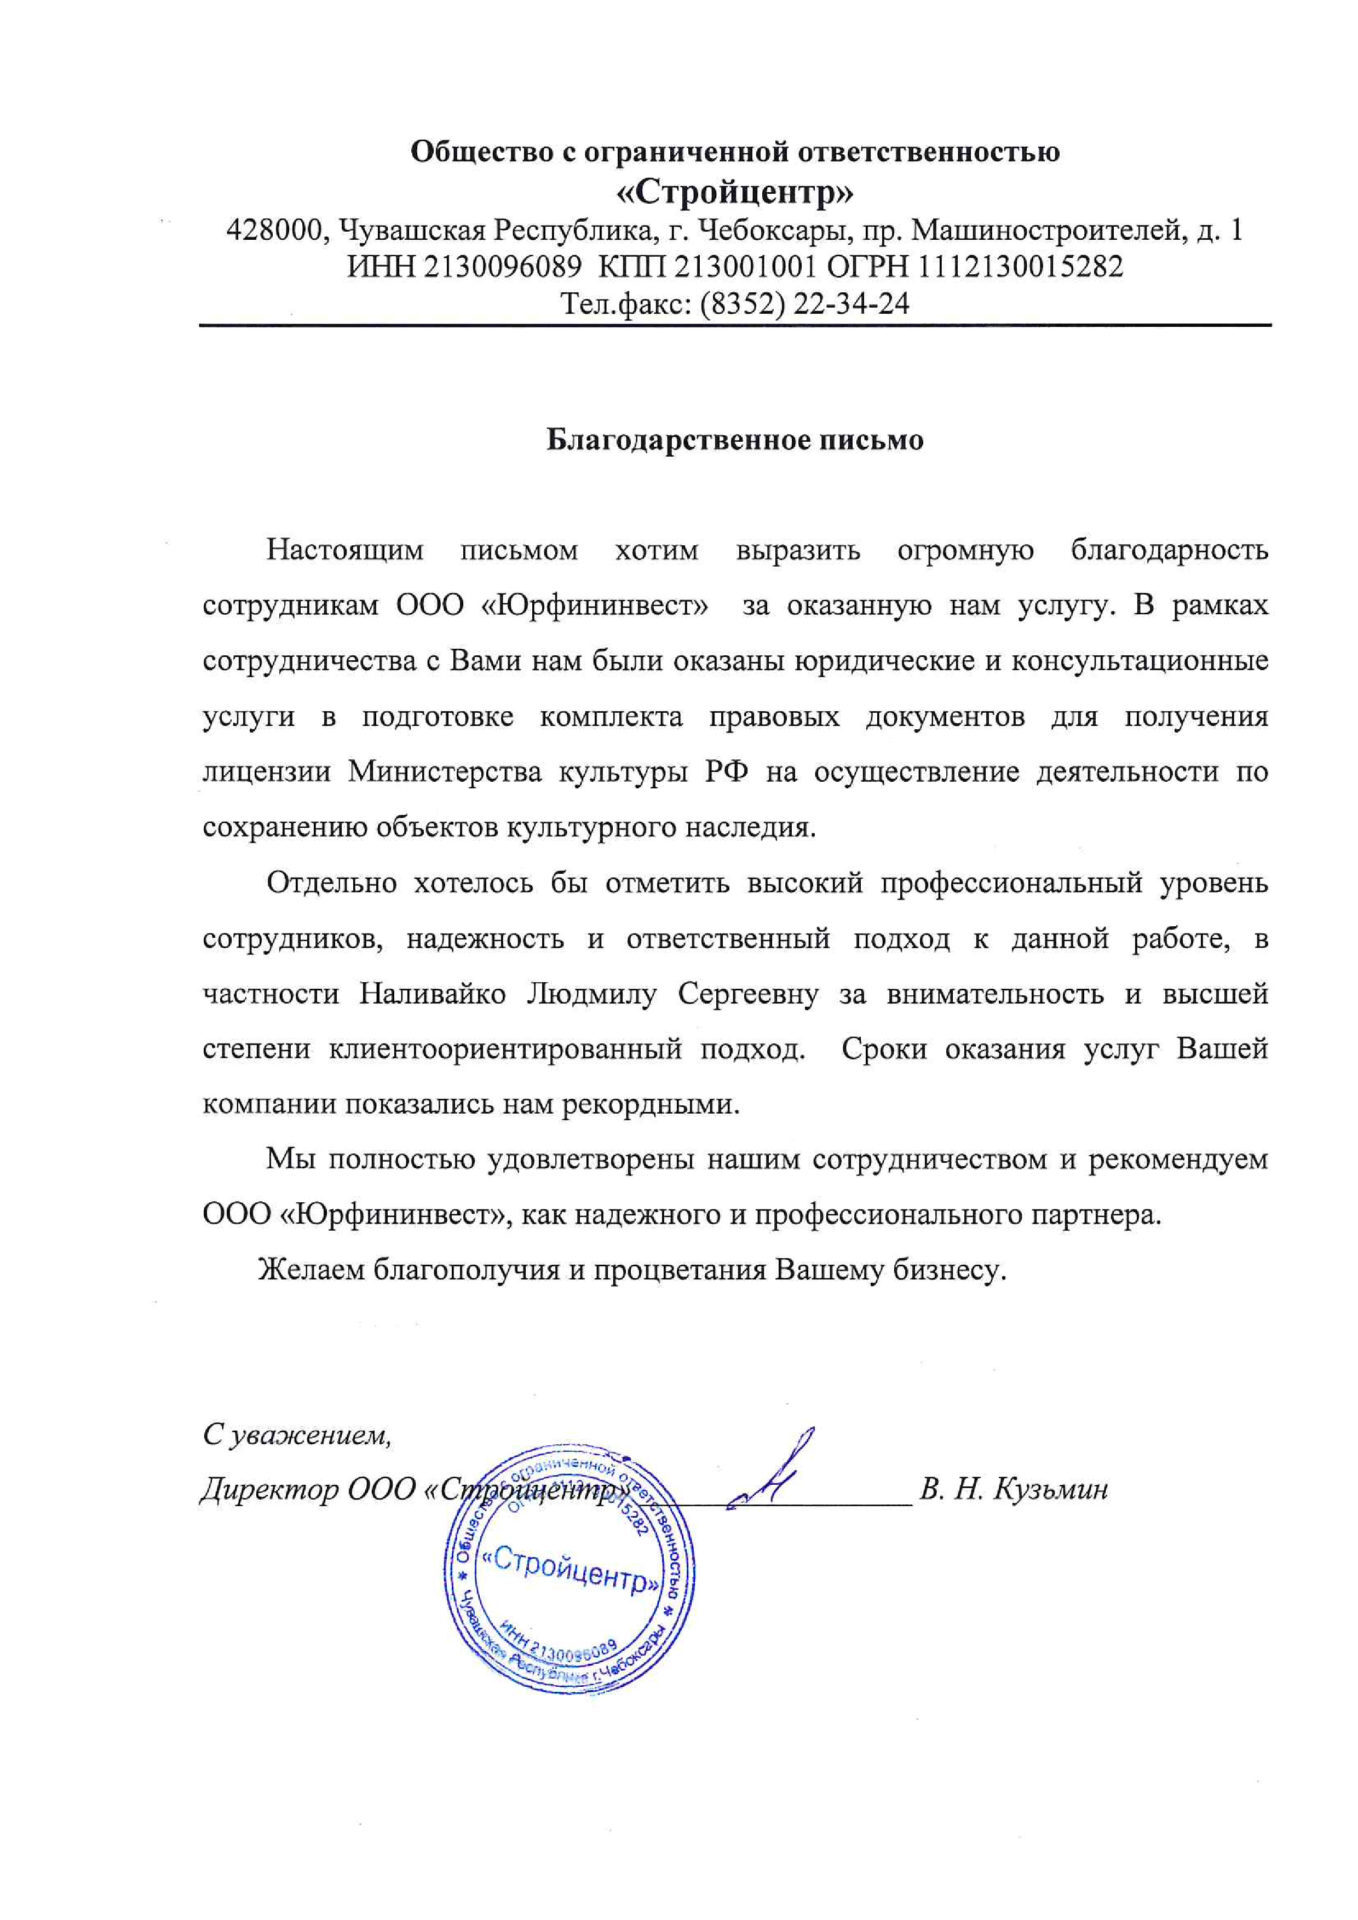 Общество с ограниченной ответственностью
«Стройцентр»
428000, Чувашская Республика, г. Чебоксары, пр. Машиностроителей, д. 1
ИНН 2130096089 КПП 213001001 ОГРН 1112130015282
Тел.факс: (8352) 22-34-24
Благодарственное письмо
Настоящим письмом хотим выразить огромную благодарность
сотрудникам ООО «Юрфининвест» за оказанную нам услугу. В рамках
сотрудничества с Вами нам были оказаны юридические и консультационные
услуги в подготовке комплекта правовых документов для получения
лицензии Министерства культуры РФ на осуществление деятельности по
сохранению объектов культурного наследия.
Отдельно хотелось бы отметить высокий профессиональный уровень
сотрудников, надежность и ответственный подход к данной работе, в
частности Наливайко Людмилу Сергеевну за внимательность и высшей
степени клиентоориентированный подход. Сроки оказания услуг Вашей
компании показались нам рекордными.
Мы полностью удовлетворены нашим сотрудничеством и рекомендуем
ООО «Юрфининвест», как надежного и профессионального партнера.
Желаем благополучия и процветания Вашему бизнесу.
С уважением,
Директор ООО «Стройцентр» В. Н. Кузьмин
Общество с ограниченной ответственностью
ОГРН 1112130015282
«Стройцентр»
ИНН 2130096089
Чувашская Республика г.Чебоксары